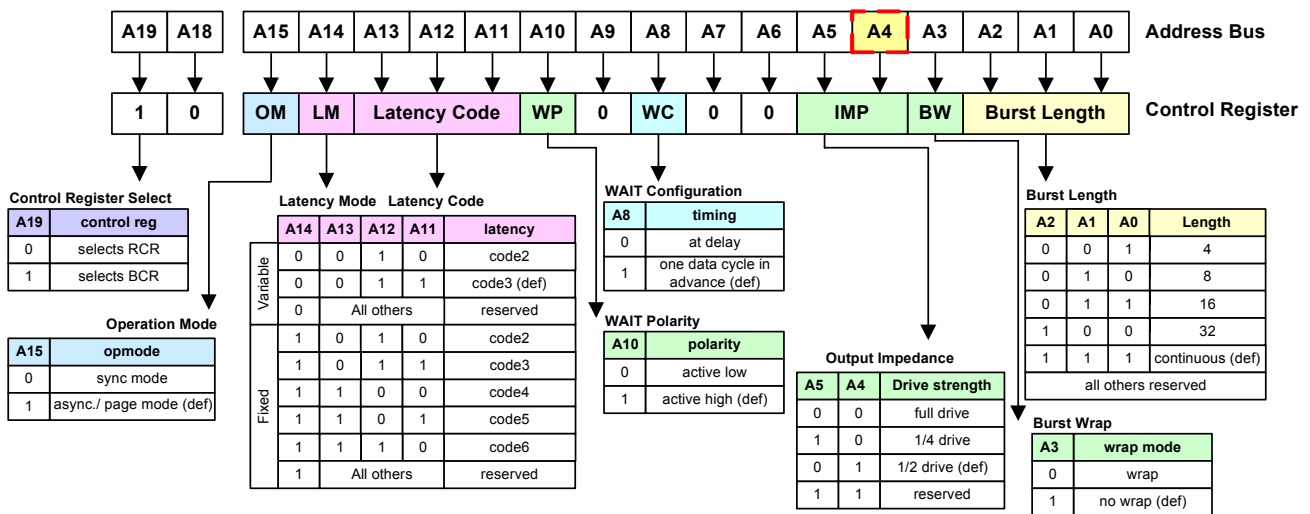 A19 A18 A15 A14 A13 A12 A11 A10 A9 A8 A7 A6 A5 A4 A3 A2 A1 A0 Address Bus
1 0 OM LM Latency Code WP 0 WC 0 0 IMP BW Burst Length Control Register
Control Register Select
A19 control reg
0 selects RCR
1 selects BCR
Operation Mode
A15 opmode
0 sync mode
1 async./ page mode (def)
Latency Mode Latency Code
A14 A13 A12 A11 latency
Variable
0 0 1 0 code2
0 0 1 1 code3 (def)
0 All others reserved
Fixed
1 0 1 0 code2
1 0 1 1 code3
1 1 0 0 code4
1 1 0 1 code5
1 1 1 0 code6
1 All others reserved
WAIT Configuration
A8 timing
0 at delay
1 one data cycle in
advance (def)
WAIT Polarity
A10 polarity
0 active low
1 active high (def)
Output Impedance
A5 A4 Drive strength
0 0 full drive
1 0 1/4 drive
0 1 1/2 drive (def)
1 1 reserved
Burst Length
A2 A1 A0 Length
0 0 1 4
0 1 0 8
0 1 1 16
1 0 0 32
1 1 1 continuous (def)
all others reserved
Burst Wrap
A3 wrap mode
0 wrap
1 no wrap (def)